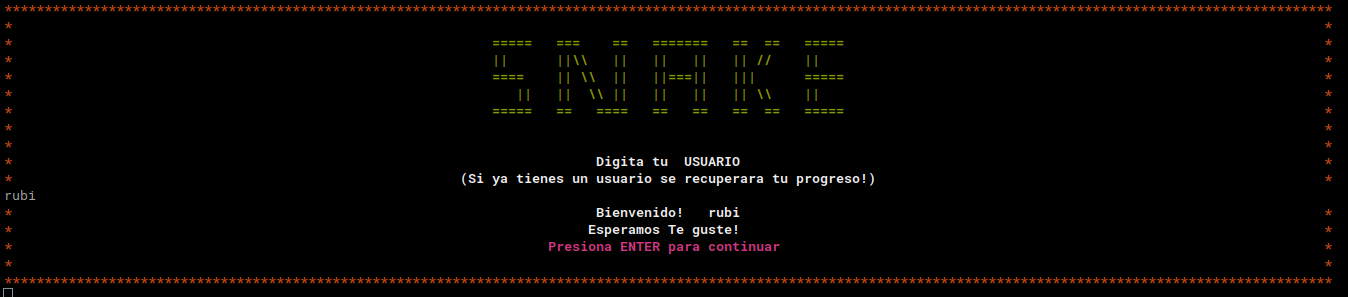 SNAKE
Digita tu  USUARIO
(Si ya tienes un usuario se recuperara tu progreso!)
rubi
Bienvenido!   rubi
Esperamos Te guste!
Presiona ENTER para continuar